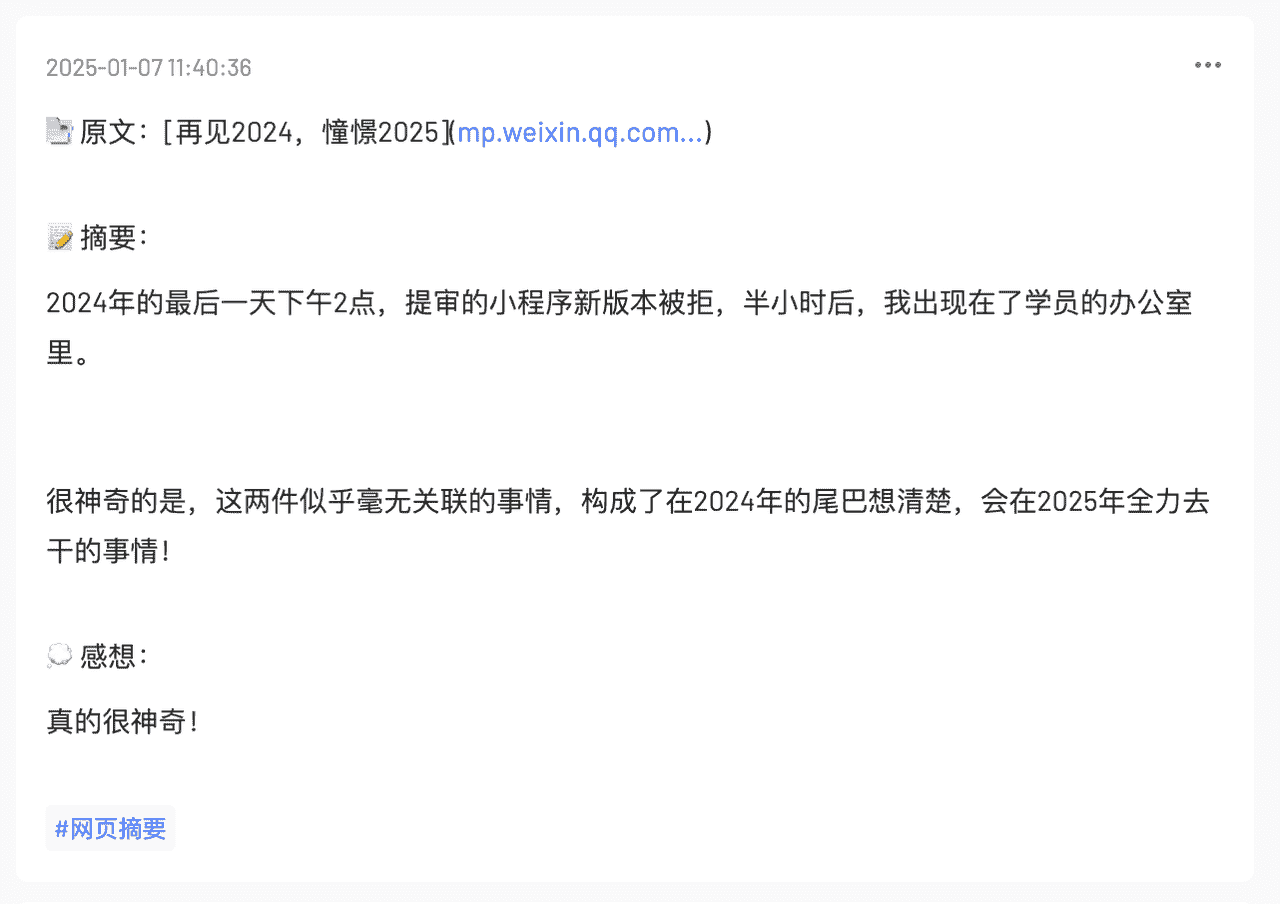 2025-01-07 11:40:36
原文：[再见2024，憧憬2025](mp.weixin.qq.com...)
摘要：
2024年的最后一天下午2点，提审的小程序新版本被拒，半小时后，我出现在了学员的办公室
里。
很神奇的是，这两件似乎毫无关联的事情，构成了在2024年的尾巴想清楚，会在2025年全力去
干的事情！
感想：
真的很神奇！
#网页摘要